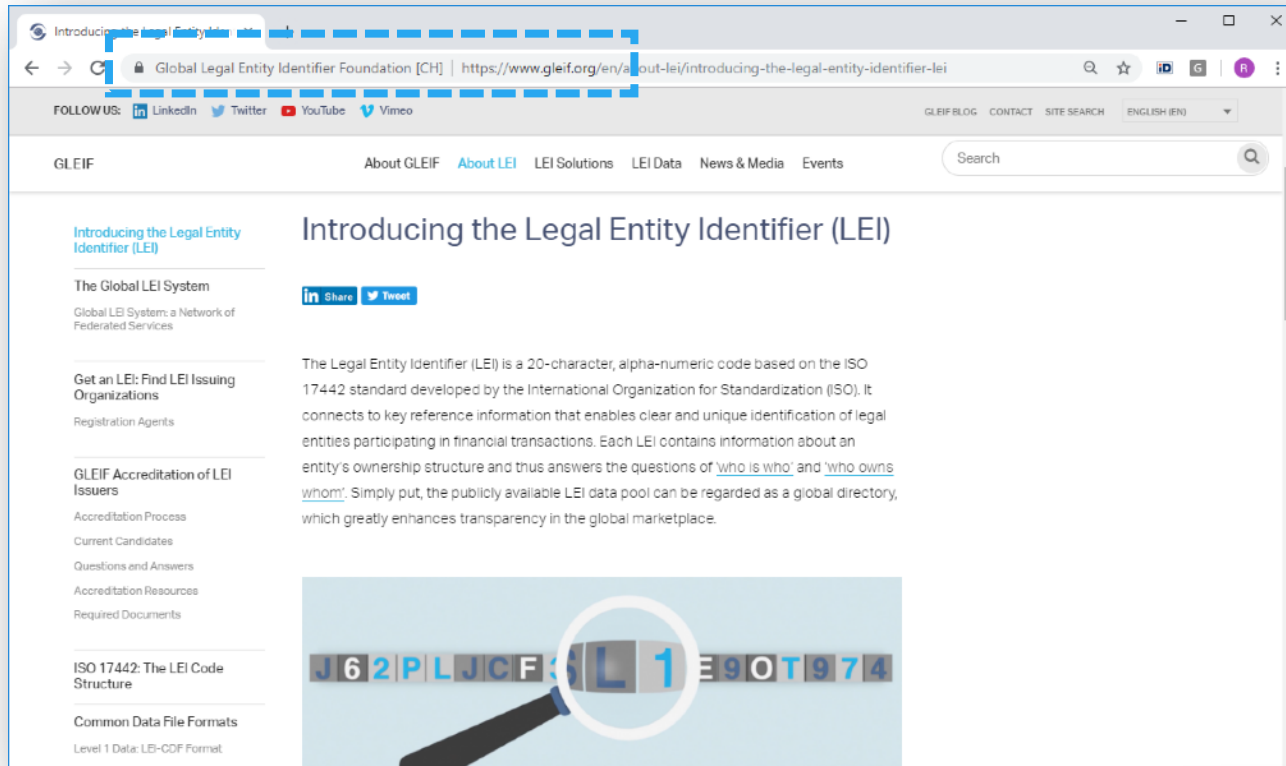 Introducing the Legal Entity Iden
Global Legal Entity Identifier Foundation [CH] | https://www.gleif.org/en/about-lei/introducing-the-legal-entity-identifier-lei
iD G R
FOLLOW US: in LinkedIn Twitter YouTube Vimeo GLEIF BLOG CONTACT SITE SEARCH ENGLISH (EN)
GLEIF About GLEIF About LEI LEI Solutions LEI Data News & Media Events Search
Introducing the Legal Entity
Identifier (LEI)
The Global LEI System
Global LEI System: a Network of
Federated Services
Get an LEI: Find LEI Issuing
Organizations
Registration Agents
GLEIF Accreditation of LEI
Issuers
Accreditation Process
Current Candidates
Questions and Answers
Accreditation Resources
Required Documents
ISO 17442: The LEI Code
Structure
Common Data File Formats
Level 1 Data: LEI-CDF Format
Introducing the Legal Entity Identifier (LEI)
in Share Tweet
The Legal Entity Identifier (LEI) is a 20-character, alpha-numeric code based on the ISO
17442 standard developed by the International Organization for Standardization (ISO). It
connects to key reference information that enables clear and unique identification of legal
entities participating in financial transactions. Each LEI contains information about an
entity's ownership structure and thus answers the questions of 'who is who' and 'who owns
whom'. Simply put, the publicly available LEI data pool can be regarded as a global directory,
which greatly enhances transparency in the global marketplace.
J62PLJCF SL1E9OT974